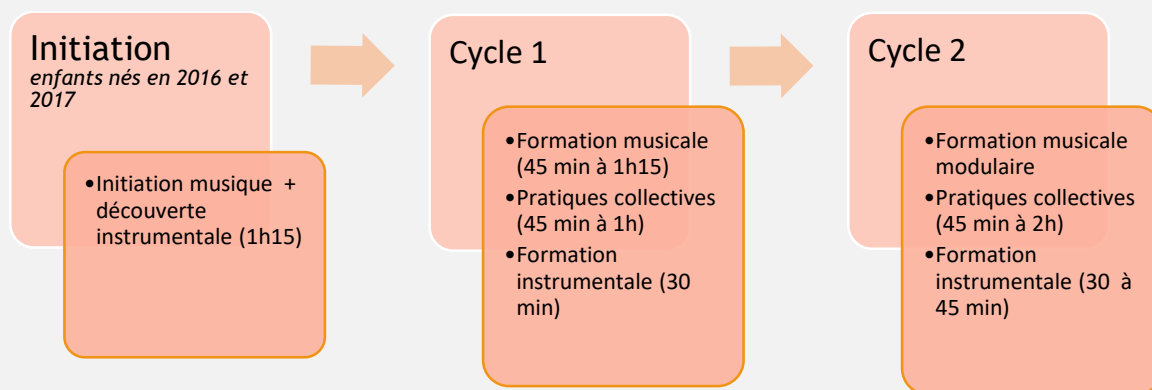 Initiation
enfants nés en 2016 et
2017
•Initiation musique +
découverte
instrumentale (1h15)
Cycle 1
•Formation musicale
(45 min à 1h15)
•Pratiques collectives
(45 min à 1h)
•Formation
instrumentale (30
min)
Cycle 2
•Formation musicale
modulaire
•Pratiques collectives
(45 min à 2h)
•Formation
instrumentale (30 à
45 min)